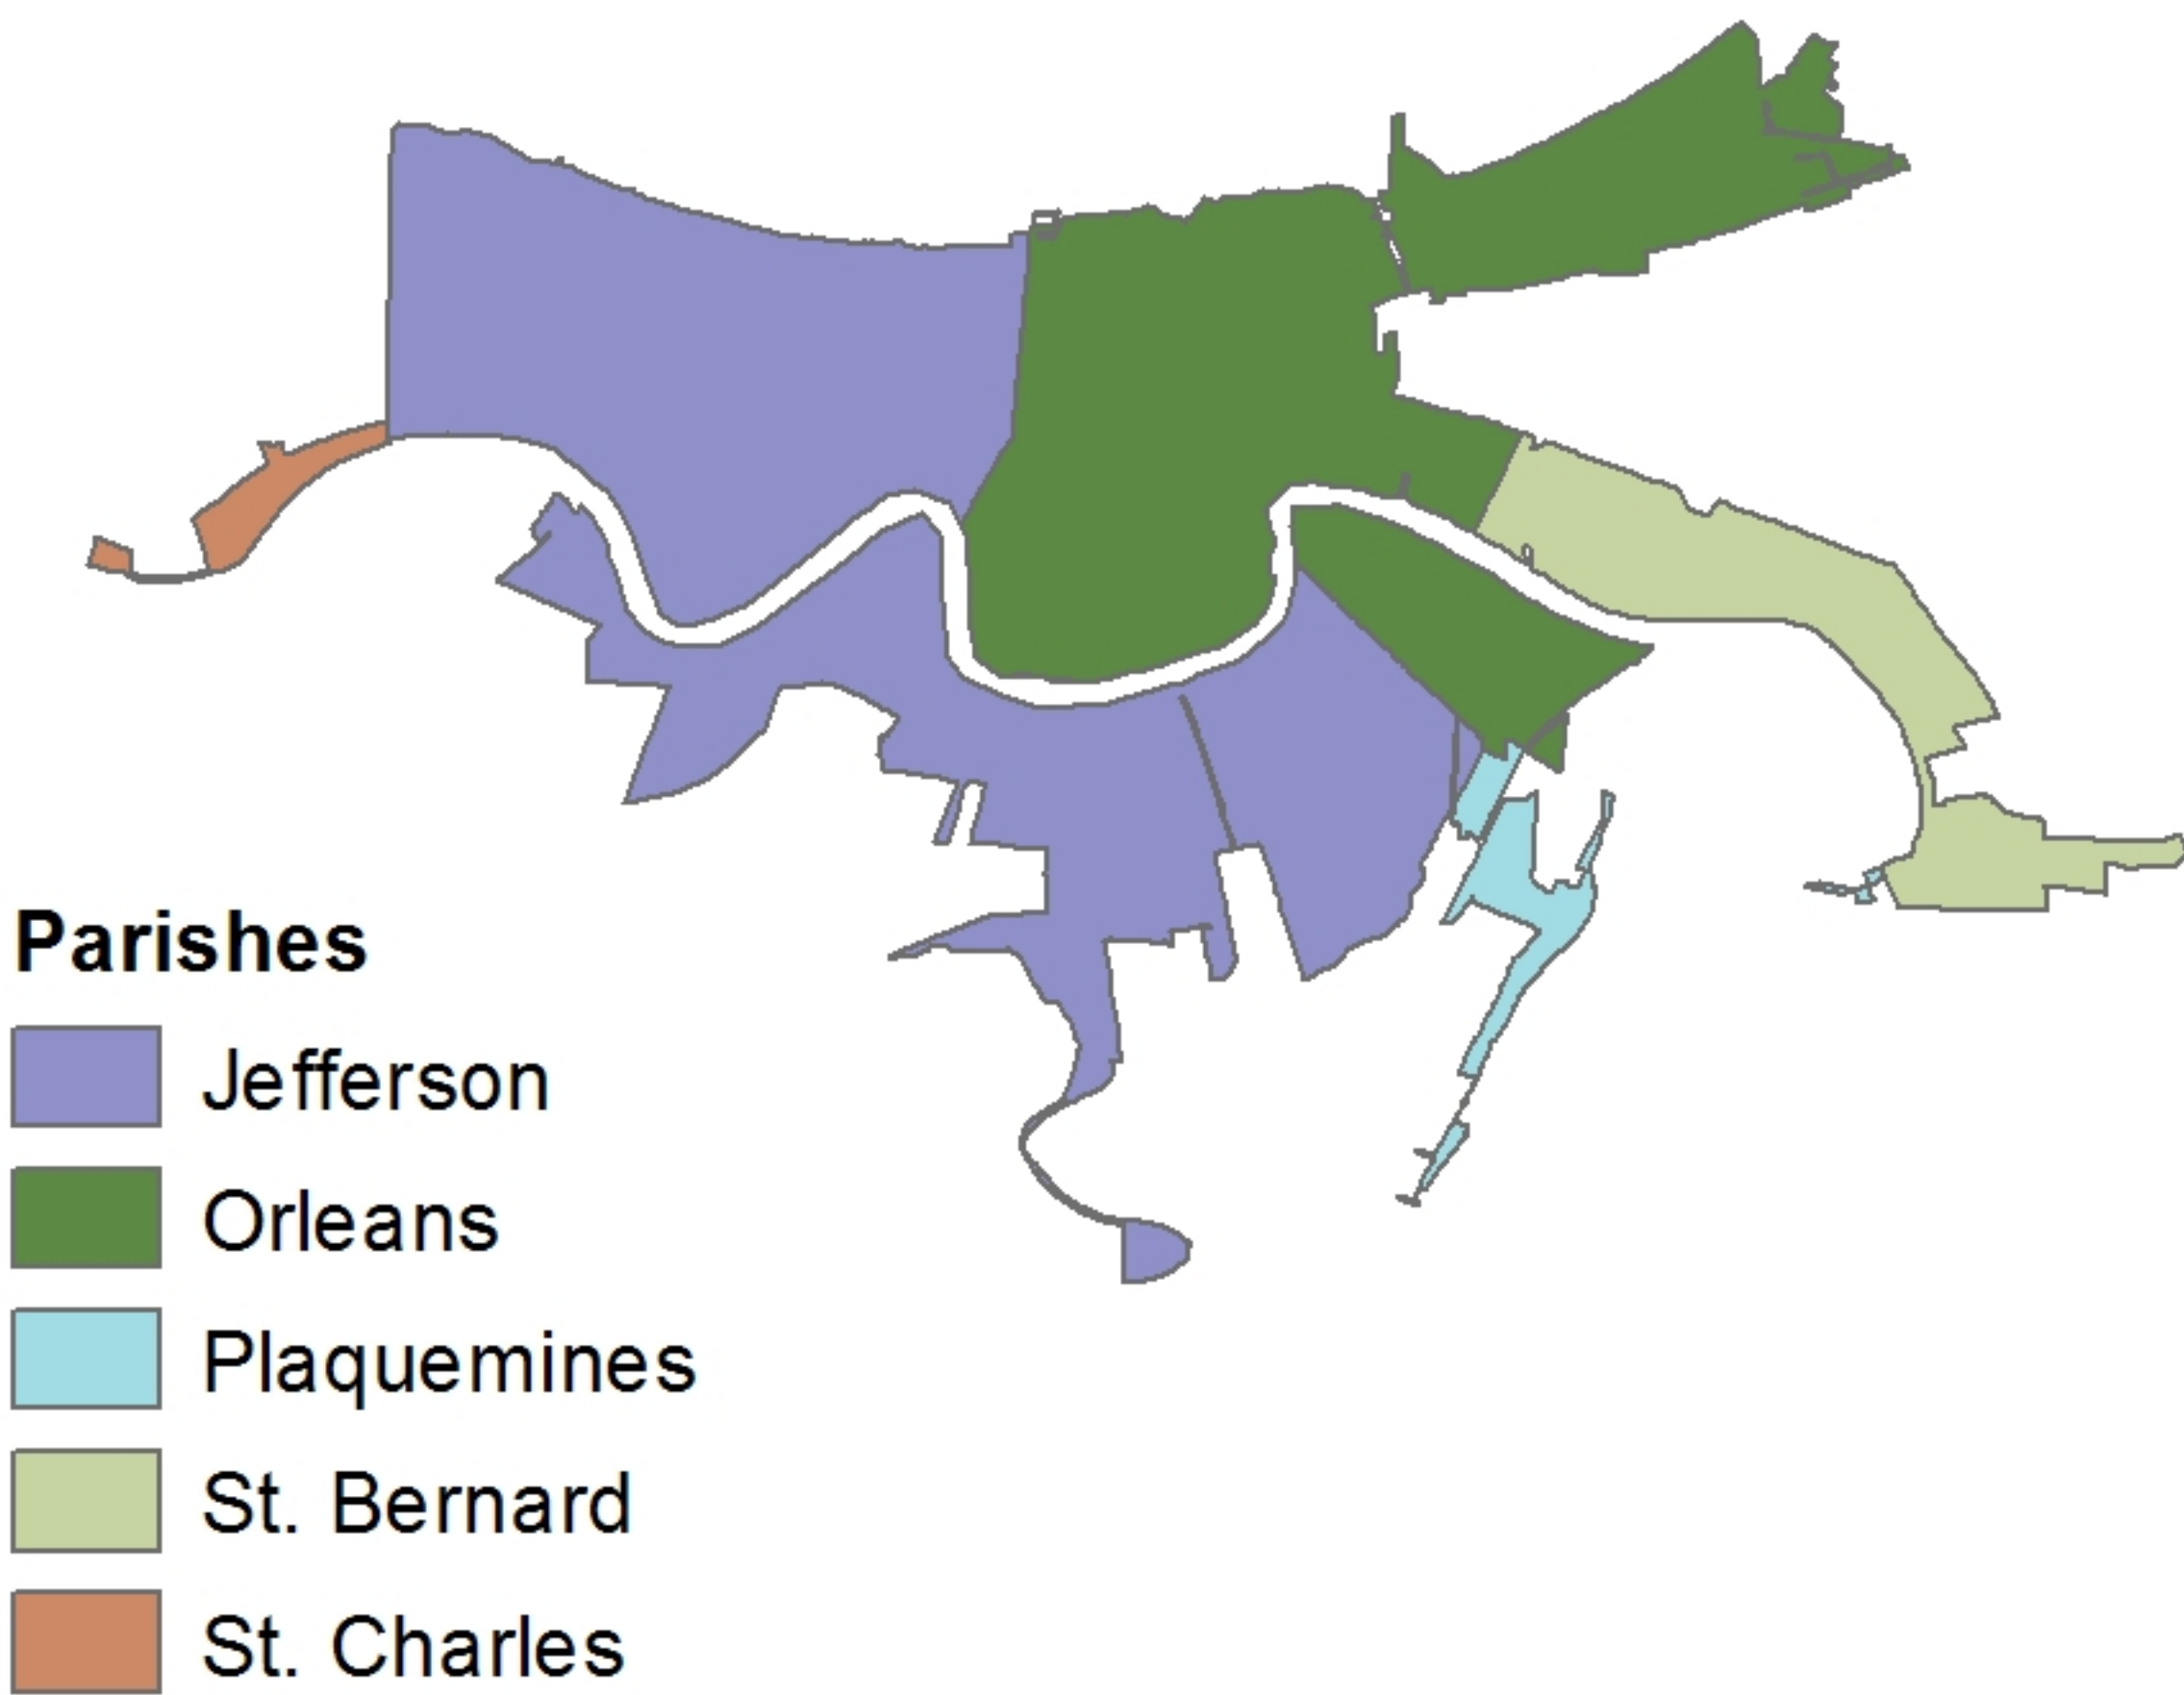 Parishes
Jefferson
Orleans
Plaquemines
St. Bernard
St. Charles